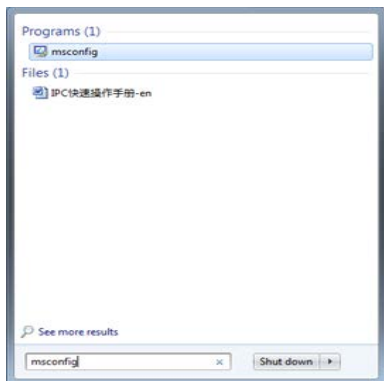 Programs (1)
msconfig
Files (1)
IPC快速操作手册-en
See more results
msconfig
Shut down